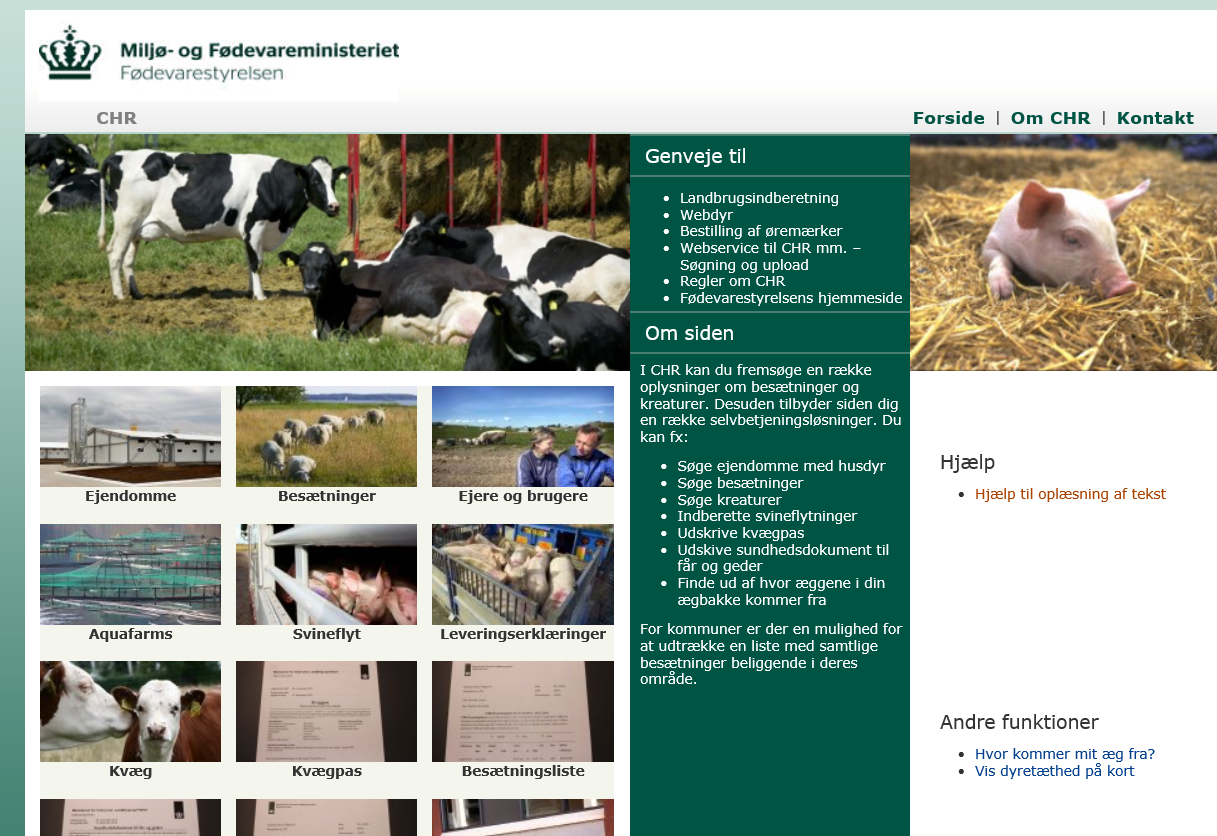 Miljø- og Fødevareministeriet
Fødevarestyrelsen
CHR
Forside | Om CHR | Kontakt
Genveje til
Landbrugsindberetning
Webdyr
Bestilling af øremærker
Webservice til CHR mm. –
Søgning og upload
Regler om CHR
Fødevarestyrelsens hjemmeside
Om siden
I CHR kan du fremsøge en række
oplysninger om besætninger og
kreaturer. Desuden tilbyder siden dig
en række selvbetjeningsløsninger. Du
kan fx:
Søge ejendomme med husdyr
Søge besætninger
Søge kreaturer
Indberette svineflytninger
Udskrive kvægpas
Udskive sundhedsdokument til
får og geder
Finde ud af hvor æggene i din
ægbakke kommer fra
For kommuner er der en mulighed for
at udtrække en liste med samtlige
besætninger beliggende i deres
område.
Ejendomme
Besætninger
Ejere og brugere
Aquafarms
Svineflyt
Leveringserklæringer
Kvæg
Kvægpas
Besætningsliste
Hjælp
Hjælp til oplæsning af tekst
Andre funktioner
Hvor kommer mit æg fra?
Vis dyretæthed på kort